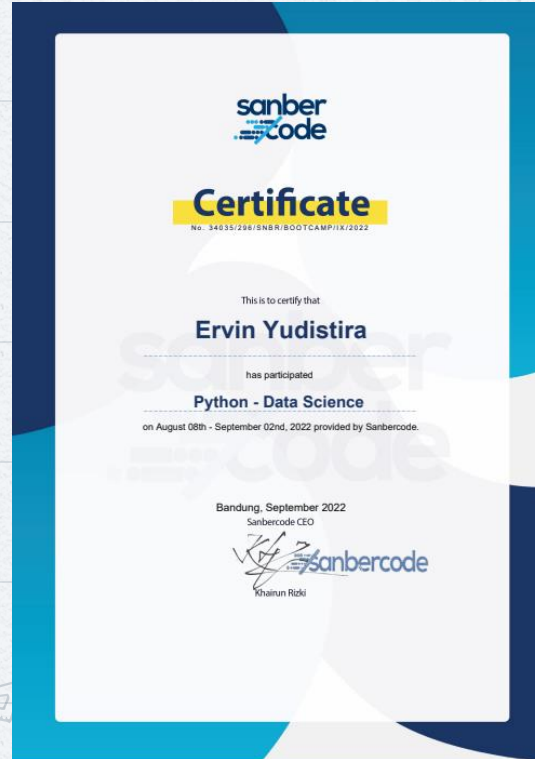 sanber
code
Certificate
No. 34035/296/SNBR/BOOTCAMP/IX/2022
This is to certify that
Ervin Yudistira
has participated
Python - Data Science
on August 08th - September 02nd, 2022 provided by Sanbercode.
Bandung, September 2022
Sanbercode CEO
sanbercode
Khairun Rizki
sanber
code